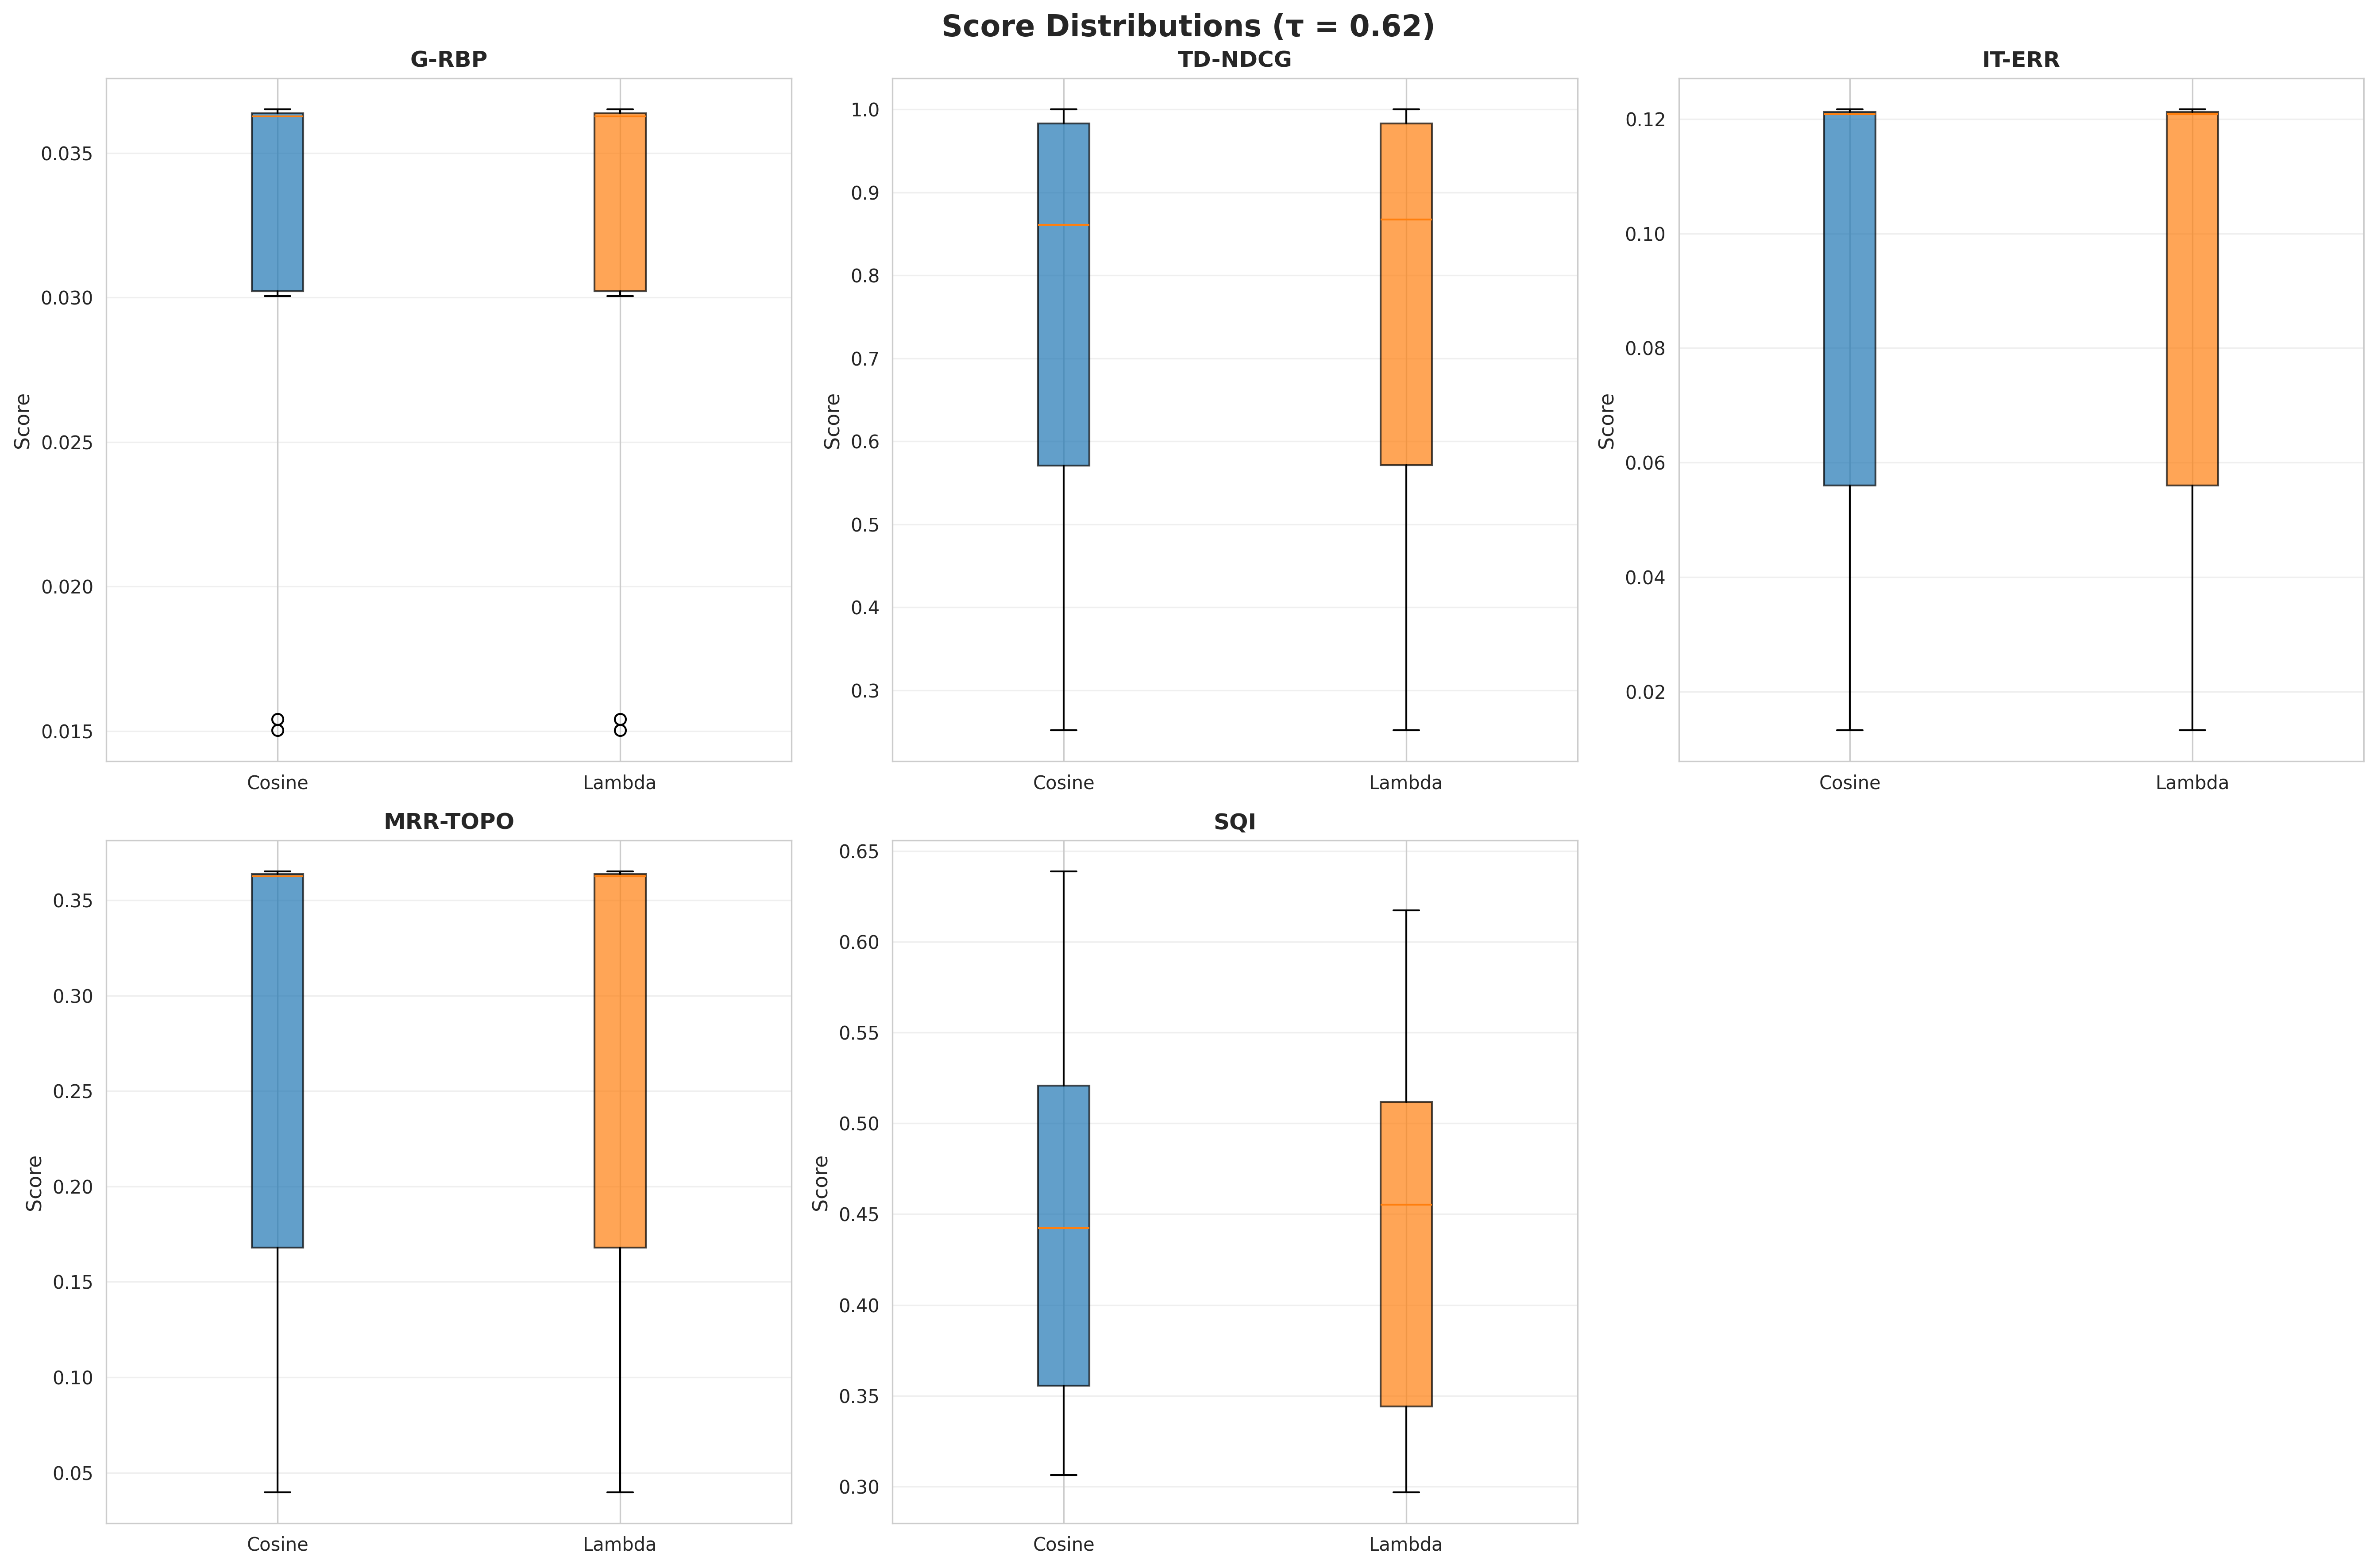 Score Distributions (τ = 0.62)
G-RBP
Score
0.035
0.030
0.025
0.020
0.015
Cosine
Lambda
TD-NDCG
Score
1.0
0.9
0.8
0.7
0.6
0.5
0.4
0.3
Cosine
Lambda
IT-ERR
Score
0.12
0.10
0.08
0.06
0.04
0.02
Cosine
Lambda
MRR-TOPO
Score
0.35
0.30
0.25
0.20
0.15
0.10
0.05
Cosine
Lambda
SQI
Score
0.65
0.60
0.55
0.50
0.45
0.40
0.35
0.30
Cosine
Lambda